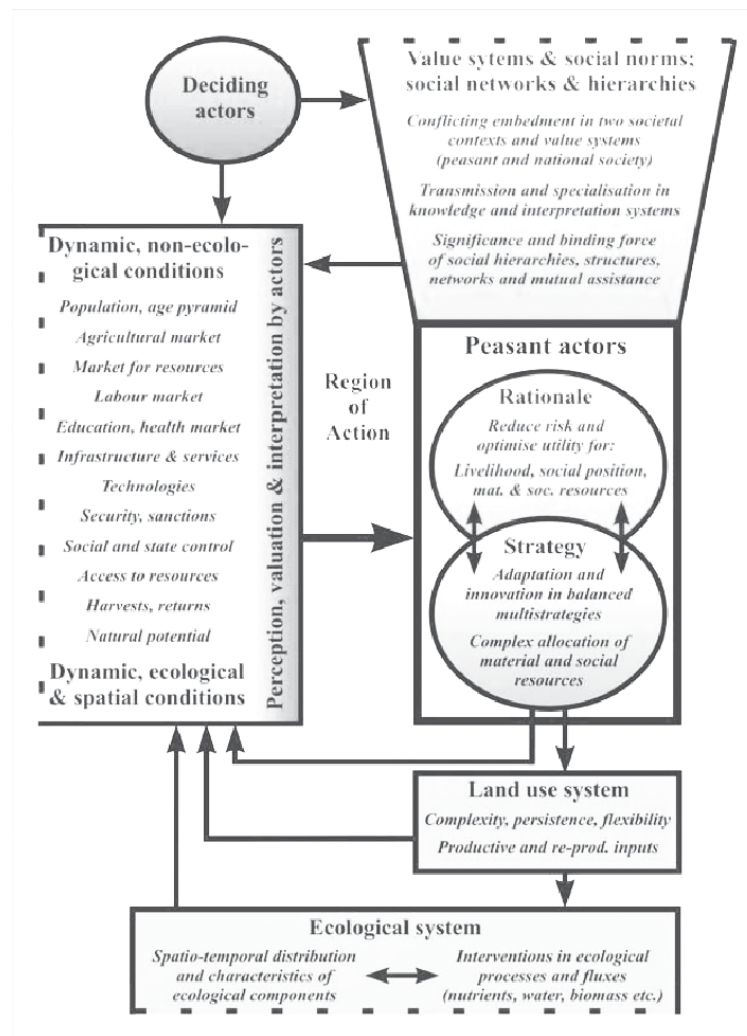 Deciding
actors
Value sytems & social norms;
social networks & hierarchies
Conflicting embedment in two societal
contexts and value systems
(peasant and national society)
Transmission and specialisation in
knowledge and interpretation systems
Significance and binding force
of social hierarchies, structures,
networks and mutual assistance
Dynamic, non-ecolo-
gical conditions
Population, age pyramid
Agricultural market
Market for resources
Labour market
Education, health market
Infrastructure & services
Technologies
Security, sanctions
Social and state control
Access to resources
Harvests, returns
Natural potential
Dynamic, ecological
& spatial conditions
Perception, valuation & interpretation by actors
Region
of
Action
Peasant actors
Rationale
Reduce risk and
optimise utility for:
Livelihood, social position,
mat. & soc. resources
Strategy
Adaptation and
innovation in balanced
multistrategies
Complex allocation of
material and social
resources
Land use system
Complexity, persistence, flexibility
Productive and re-prod. inputs
Ecological system
Spatio-temporal distribution
and characteristics of
ecological components
Interventions in ecological
processes and fluxes
(nutrients, water, biomass etc.)